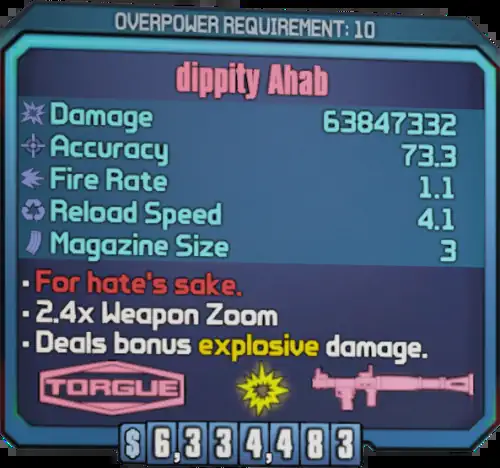 OVERPOWER REQUIREMENT: 10
dippity Ahab
Damage 63847332
Accuracy 73.3
Fire Rate 1.1
Reload Speed 4.1
Magazine Size 3
• For hate's sake.
• 2.4x Weapon Zoom
• Deals bonus explosive damage.
TORGUE
$ 6,334,483